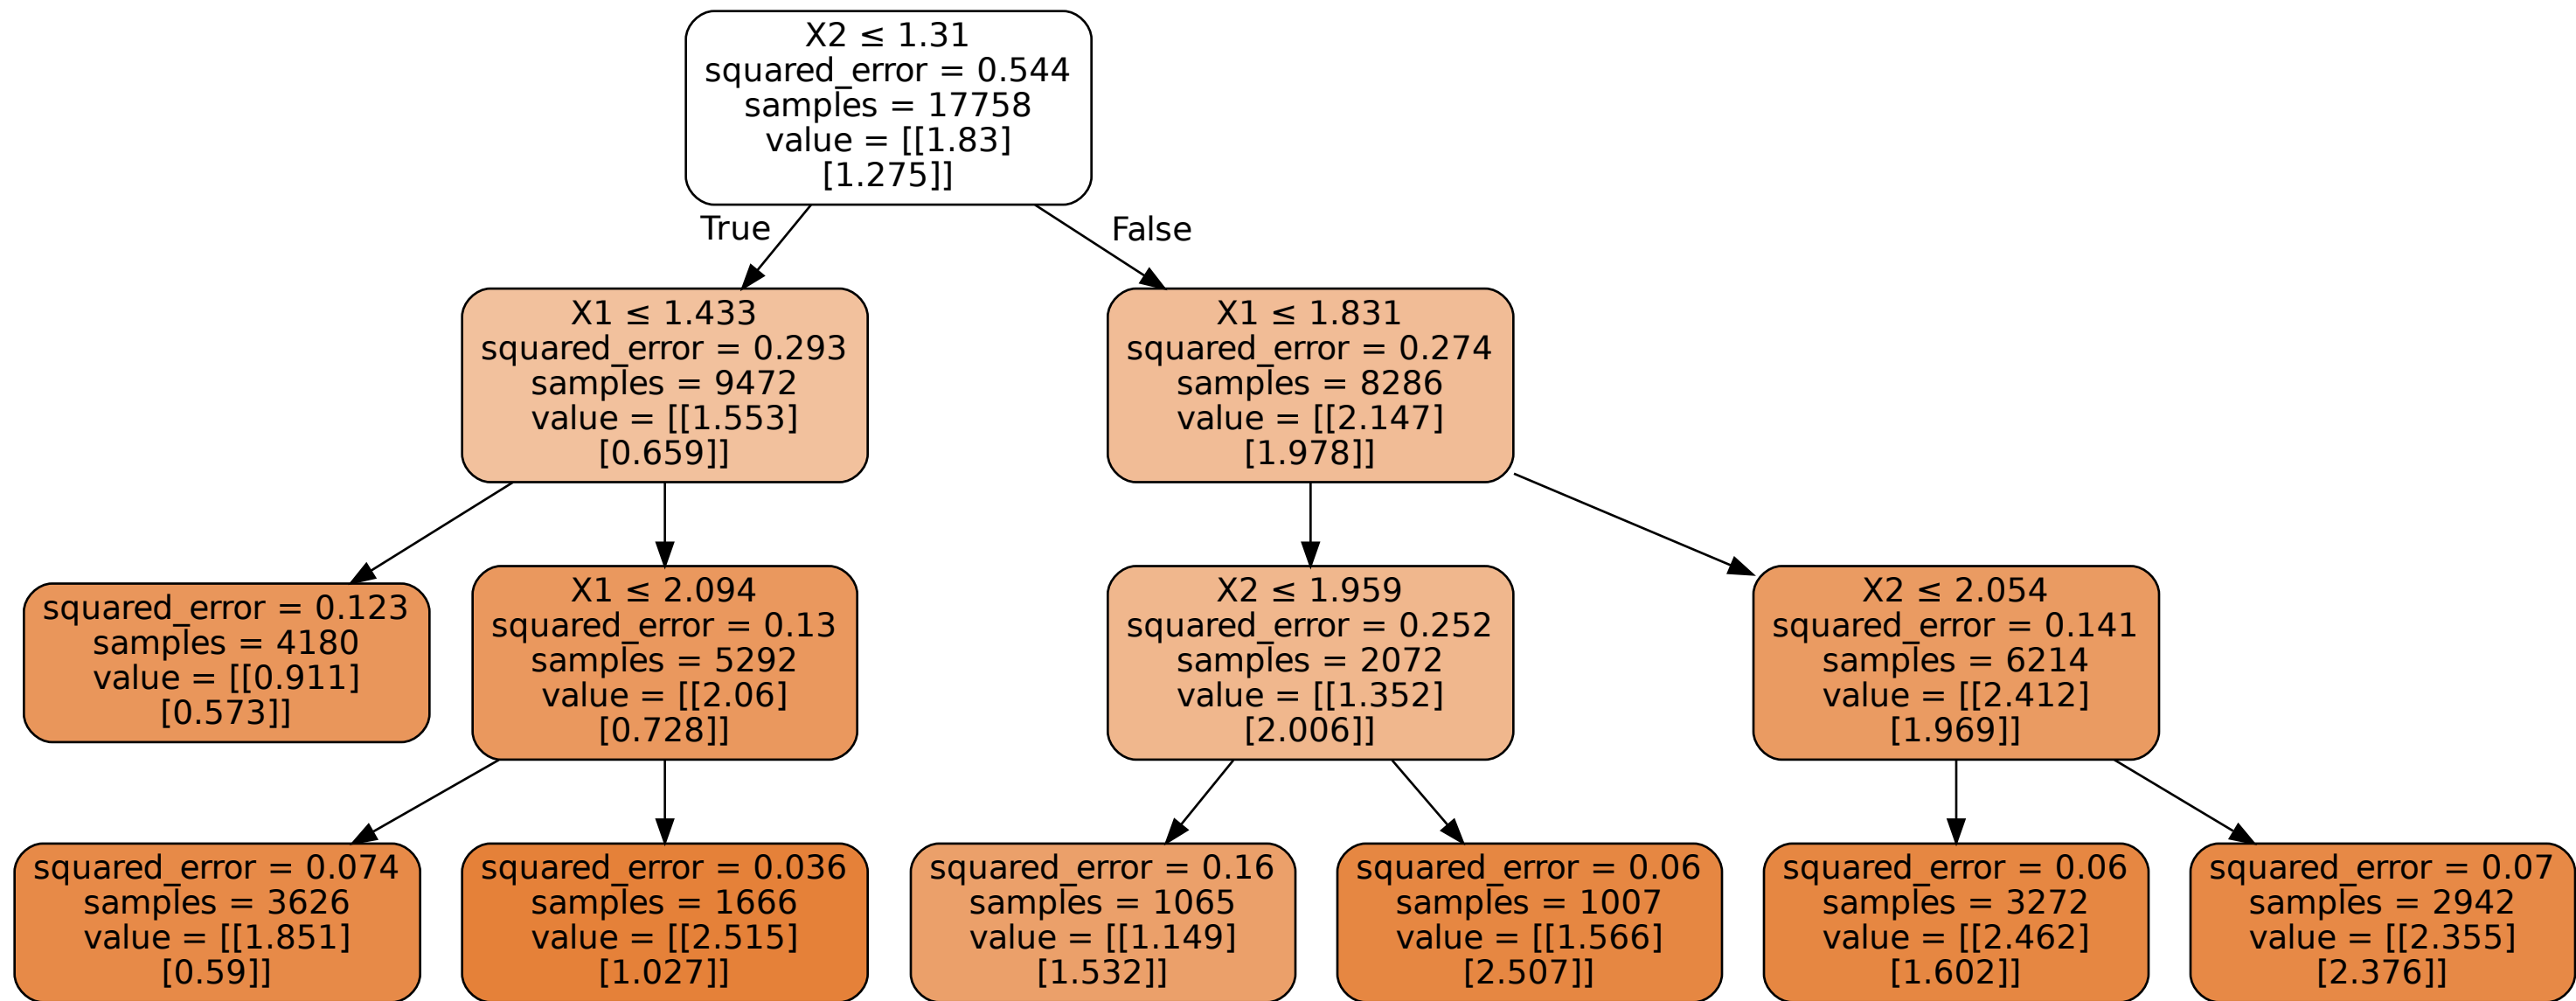 X2 ≤ 1.31
squared_error = 0.544
samples = 17758
value = [[1.83]
[1.275]]
True
False
X1 ≤ 1.433
squared_error = 0.293
samples = 9472
value = [[1.553]
[0.659]]
X1 ≤ 1.831
squared_error = 0.274
samples = 8286
value = [[2.147]
[1.978]]
squared_error = 0.123
samples = 4180
value = [[0.911]
[0.573]]
X1 ≤ 2.094
squared_error = 0.13
samples = 5292
value = [[2.06]
[0.728]]
X2 ≤ 1.959
squared_error = 0.252
samples = 2072
value = [[1.352]
[2.006]]
X2 ≤ 2.054
squared_error = 0.141
samples = 6214
value = [[2.412]
[1.969]]
squared_error = 0.074
samples = 3626
value = [[1.851]
[0.59]]
squared_error = 0.036
samples = 1666
value = [[2.515]
[1.027]]
squared_error = 0.16
samples = 1065
value = [[1.149]
[1.532]]
squared_error = 0.06
samples = 1007
value = [[1.566]
[2.507]]
squared_error = 0.06
samples = 3272
value = [[2.462]
[1.602]]
squared_error = 0.07
samples = 2942
value = [[2.355]
[2.376]]